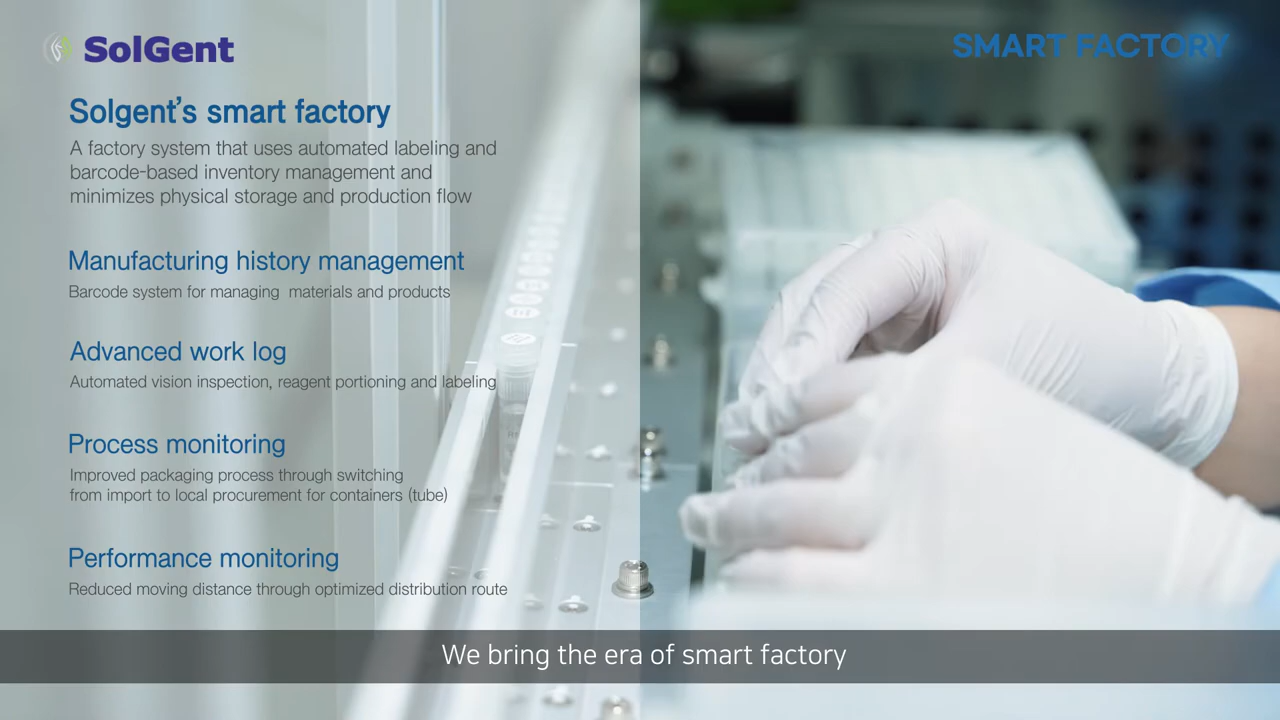 SolGent
SMART FACTORY
Solgent's smart factory
A factory system that uses automated labeling and
barcode-based inventory management and
minimizes physical storage and production flow
Manufacturing history management
Barcode system for managing materials and products
Advanced work log
Automated vision inspection, reagent portioning and labeling
Process monitoring
Improved packaging process through switching
from import to local procurement for containers (tube)
Performance monitoring
Reduced moving distance through optimized distribution route
We bring the era of smart factory